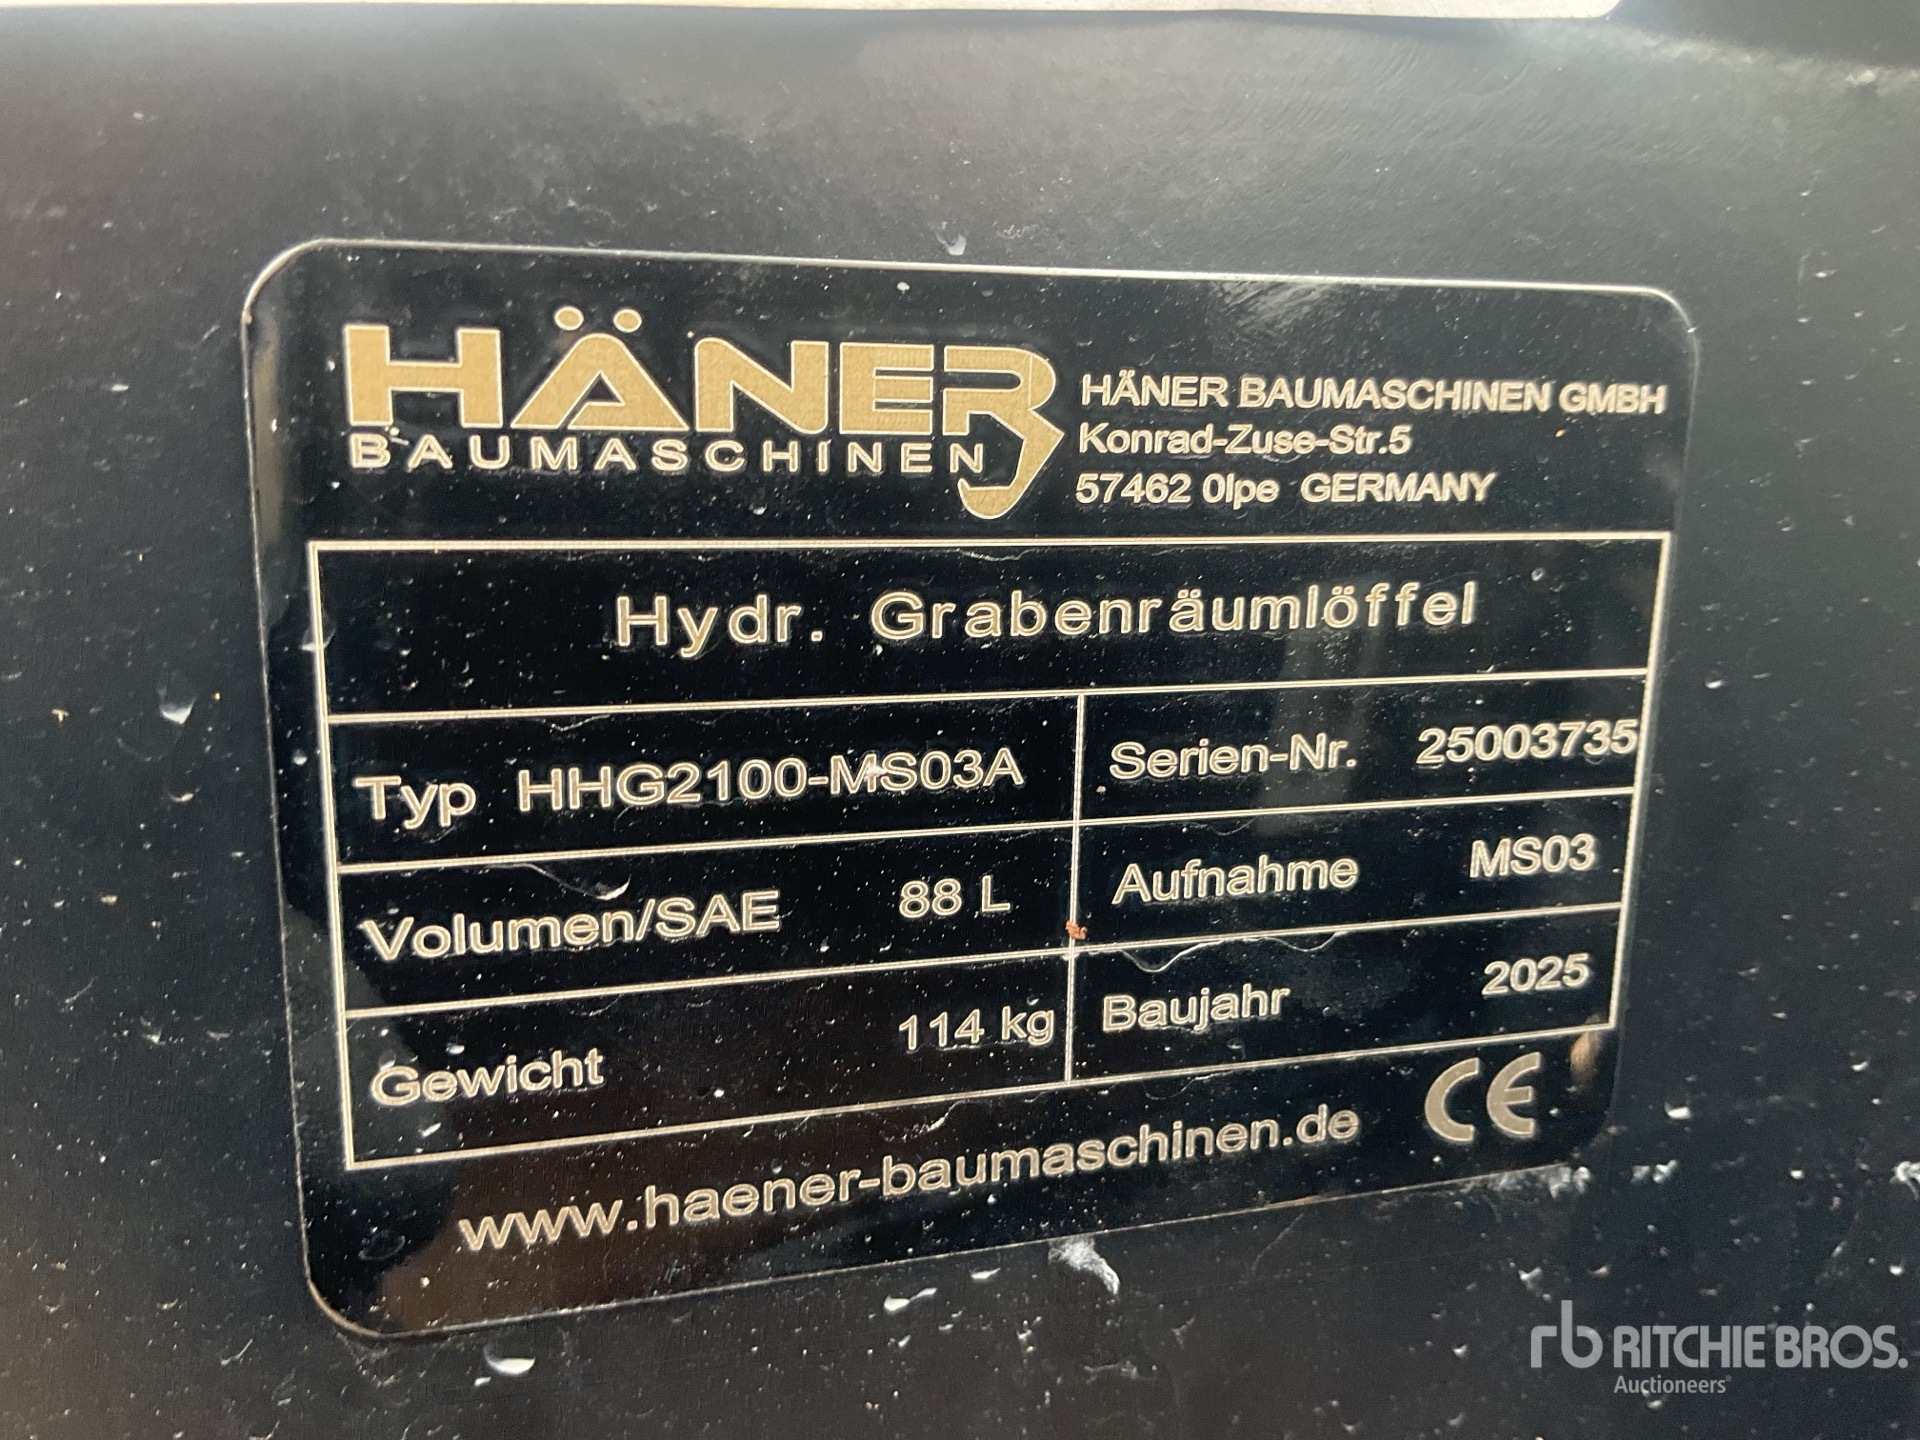 HÄNER
BAUMASCHINEN
HÄNER BAUMASCHINEN GMBH
Konrad-Zuse-Str.5
57462 Olpe GERMANY
Hydr. Grabenräumlöffel
Typ HHG2100-MS03A
Serien-Nr. 25003735
Volumen/SAE 88 L
Aufnahme MS03
Gewicht 114 kg
Baujahr 2025
www.haener-baumaschinen.de
CE
rb RITCHIE BROS.
Auctioneers